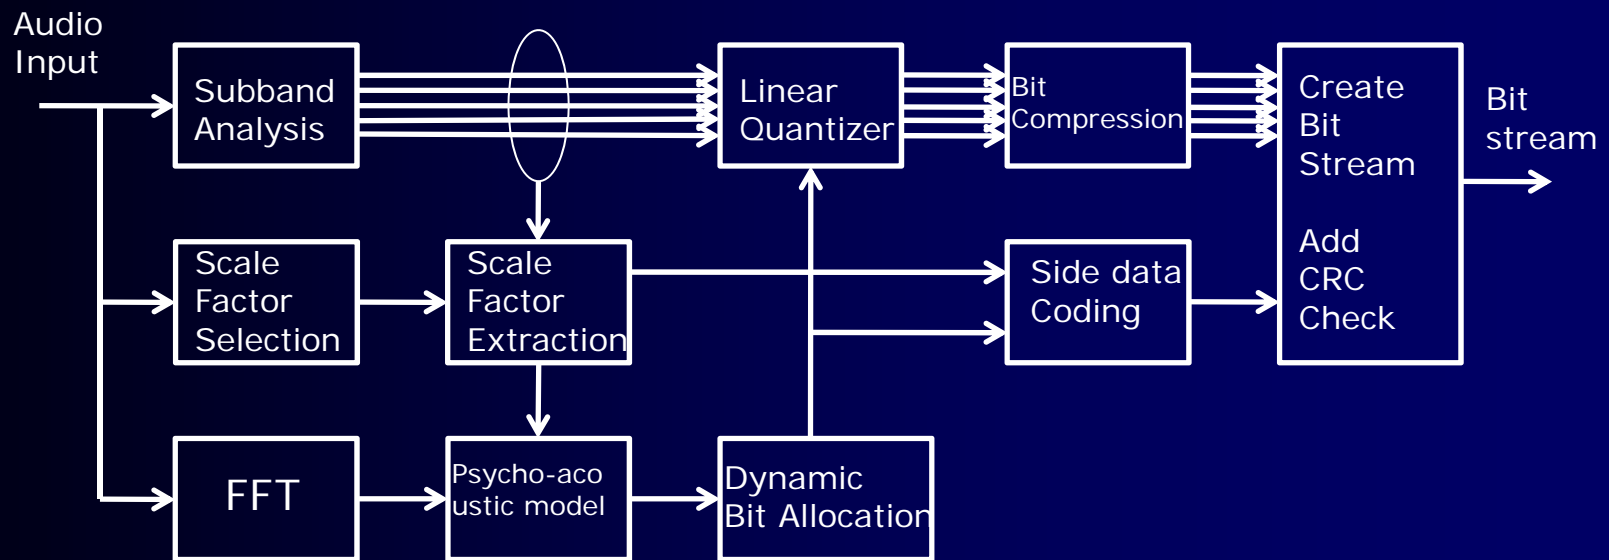 Audio
Input
Subband
Analysis
Linear
Quantizer
Bit
Compression
Create
Bit
Stream
Add
CRC
Check
Bit
stream
Scale
Factor
Selection
Scale
Factor
Extraction
Side data
Coding
FFT
Psycho-aco
ustic model
Dynamic
Bit Allocation